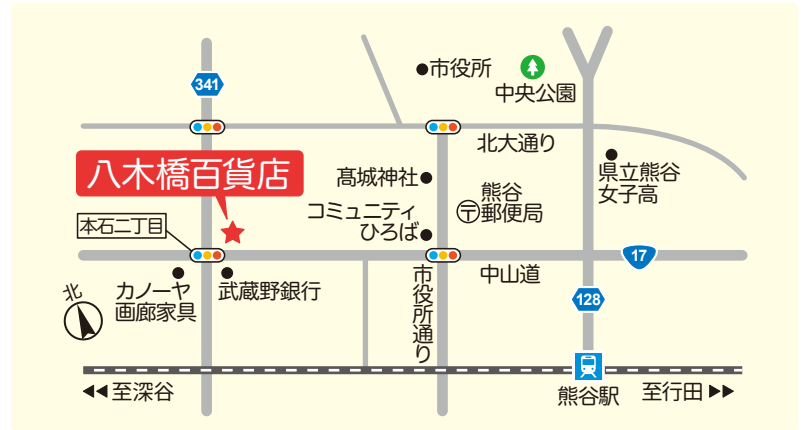 341
市役所
中央公園
北大通り
八木橋百貨店
髙城神社
熊谷
郵便局
県立熊谷
女子高
コミュニティ
ひろば
本石二丁目
17
カノーヤ
画廊家具
武蔵野銀行
市役所通り
中山道
128
北
至深谷
熊谷駅
至行田